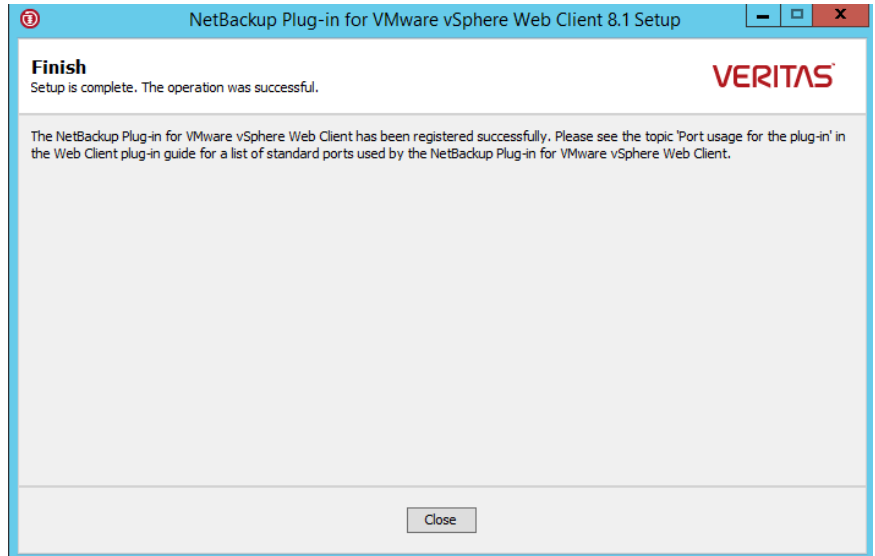 NetBackup Plug-in for VMware vSphere Web Client 8.1 Setup
Finish
Setup is complete. The operation was successful.
VERITAS
The NetBackup Plug-in for VMware vSphere Web Client has been registered successfully. Please see the topic 'Port usage for the plug-in' in
the Web Client plug-in guide for a list of standard ports used by the NetBackup Plug-in for VMware vSphere Web Client.
Close